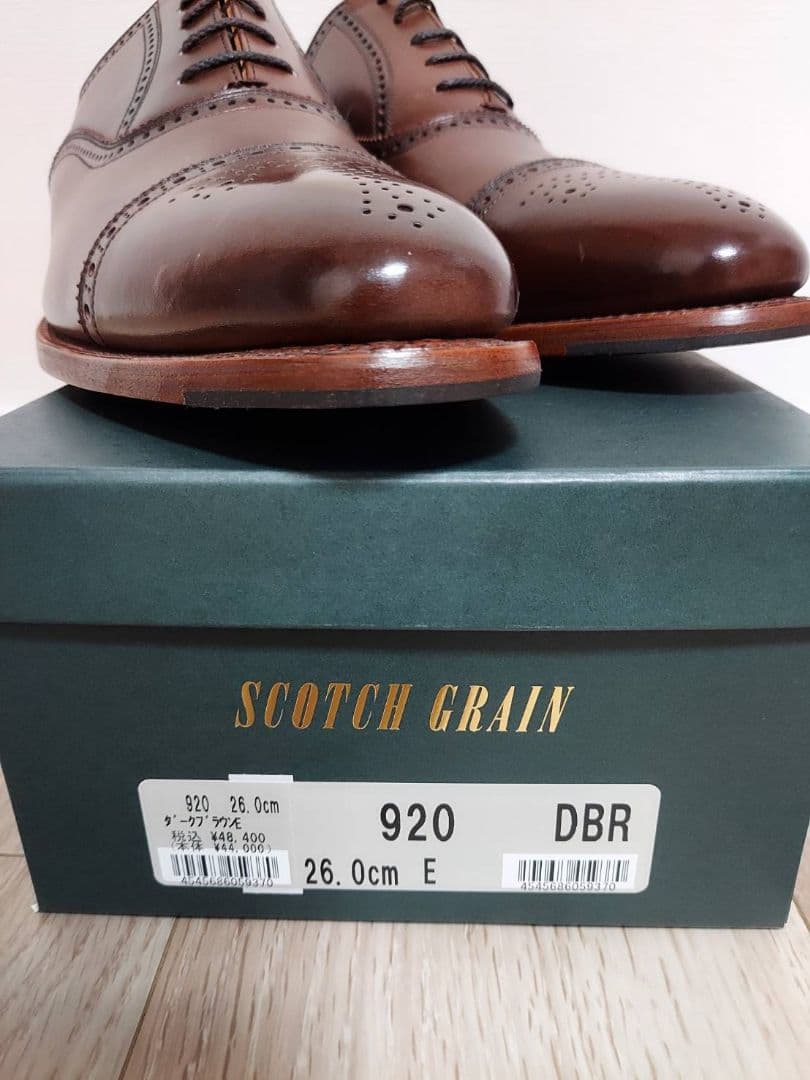 SCOTCH GRAIN
920 26.0cm
ダークブラウンE
税込 ¥48,400
(本体 ¥44,000)
4545686059370
920 DBR
26.0cm E
4545686059370